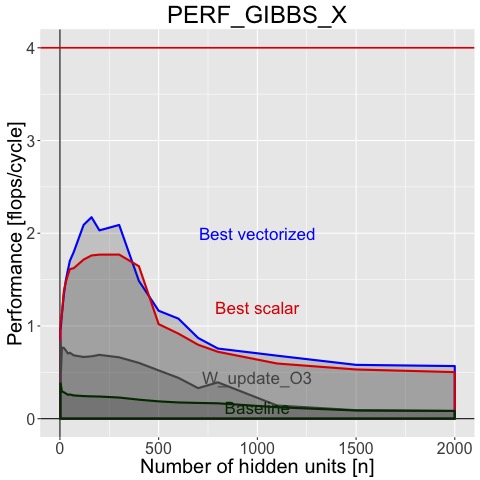 PERF_GIBBS_X
Performance [flops/cycle]
4
3
2
1
0
Best vectorized
Best scalar
W_update_O3
Baseline
0 500 1000 1500 2000
Number of hidden units [n]